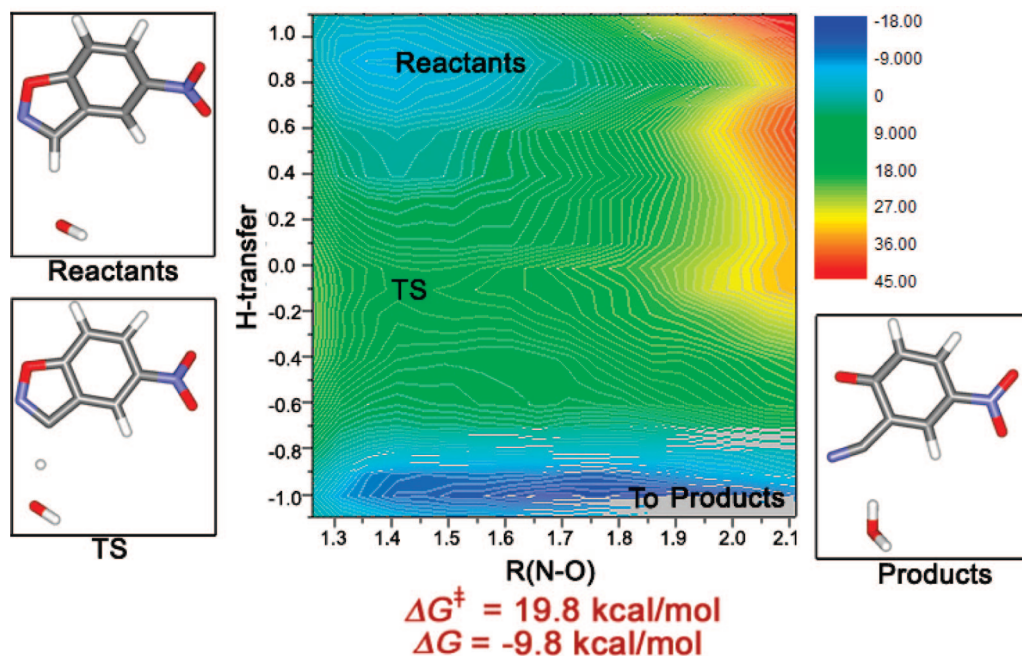 Reactants
TS
H-transfer
1.0
0.8
0.6
0.4
0.2
0.0
-0.2
-0.4
-0.6
-0.8
-1.0
Reactants
TS
To Products
1.3 1.4 1.5 1.6 1.7 1.8 1.9 2.0 2.1
R(N-O)
-18.00
-9.000
0
9.000
18.00
27.00
36.00
45.00
Products
ΔG‡ = 19.8 kcal/mol
ΔG = -9.8 kcal/mol